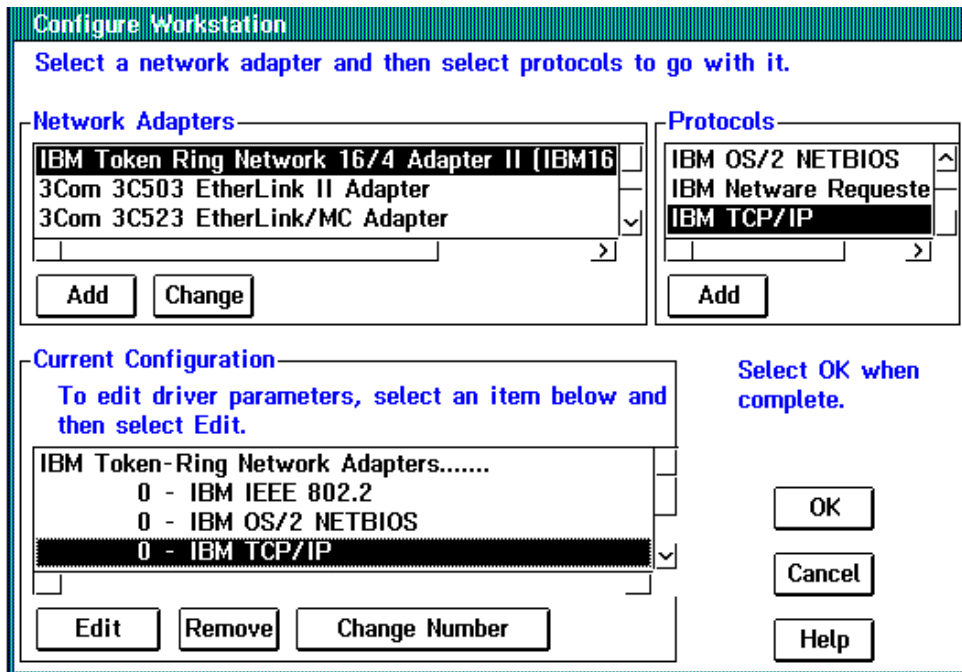 Configure Workstation
Select a network adapter and then select protocols to go with it.
Network Adapters
IBM Token Ring Network 16/4 Adapter II (IBM16
3Com 3C503 EtherLink II Adapter
3Com 3C523 EtherLink/MC Adapter
Add Change
Protocols
IBM OS/2 NETBIOS
IBM Netware Requeste
IBM TCP/IP
Add
Current Configuration
To edit driver parameters, select an item below and
then select Edit.
IBM Token-Ring Network Adapters.......
0 - IBM IEEE 802.2
0 - IBM OS/2 NETBIOS
0 - IBM TCP/IP
Edit Remove Change Number
Select OK when
complete.
OK
Cancel
Help